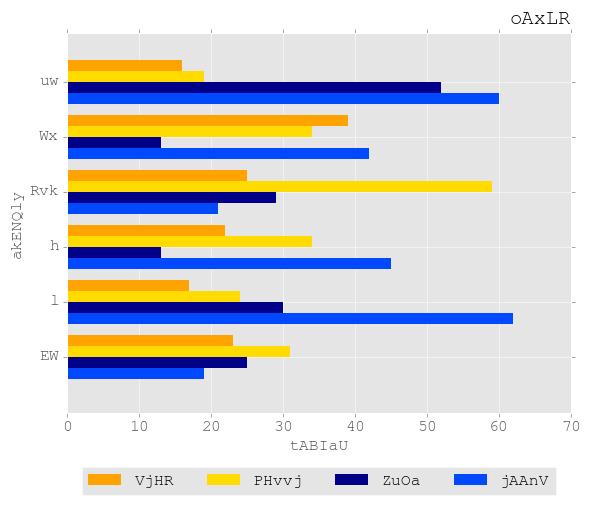 oAxLR
uw
Wx
Rvk
h
l
EW
akENQly
0 10 20 30 40 50 60 70
tABIaU
VjHR PHvvj ZuOa jAAnV